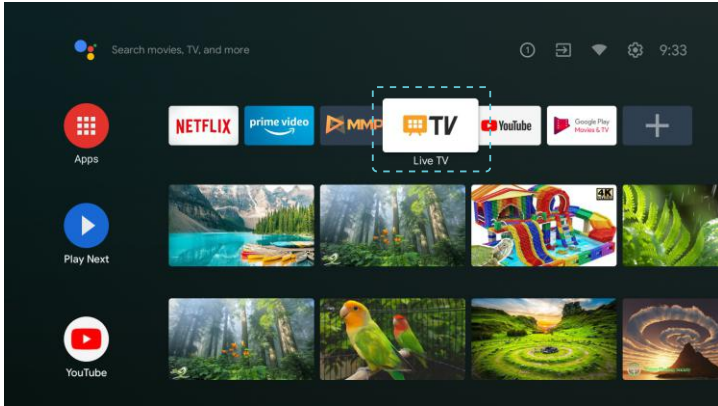 Search movies, TV, and more
1
9:33
NETFLIX
prime video
MMP
TV
YouTube
Google Play
Movies & TV
Apps
Live TV
4K
Play Next
YouTube